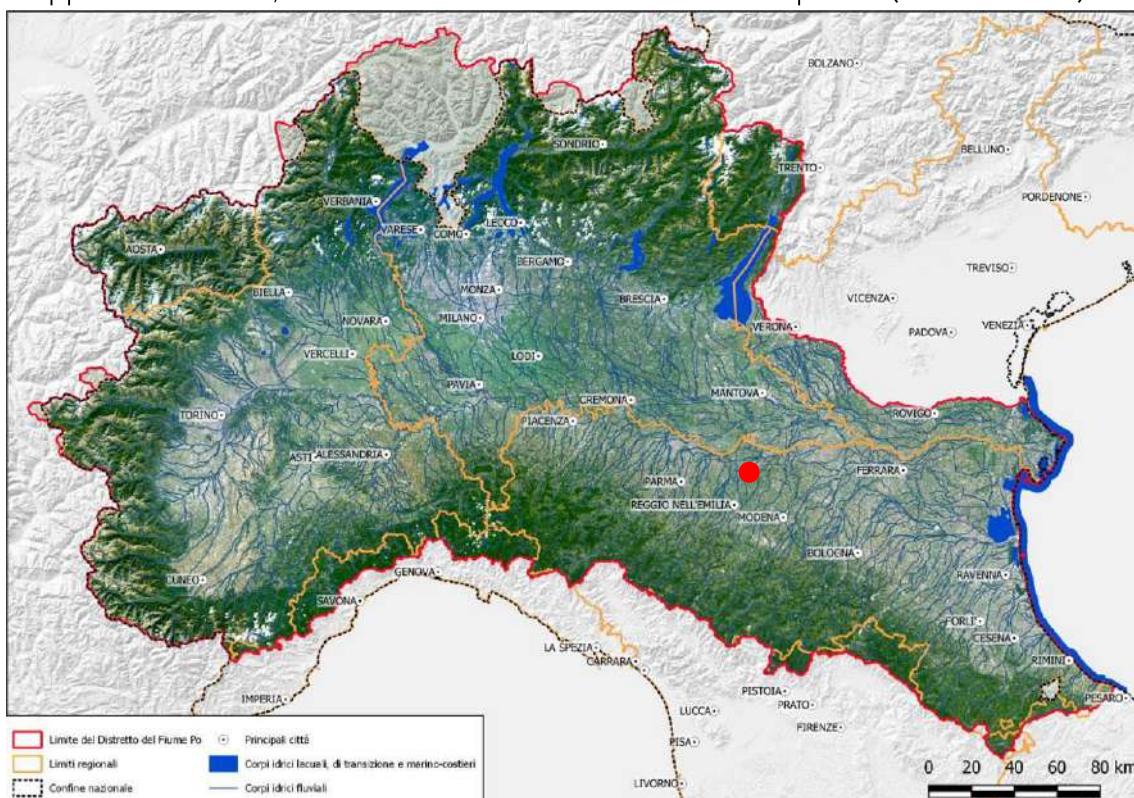 BOLZANO
BELLUNO
SONDRIO
TRENTO
PORDENONE
VERBANIA
VARESE
COMO
LECCO
AOSTA
BERGAMO
TREVISO
BIELLA
MONZA
BRESCIA
VICENZA
MILANO
NOVARA
VERONA
PADOVA
VENEZIA
VERCELLI
LODI
PAVIA
MANTOVA
CREMONA
TORINO
PIACENZA
ROVIGO
ASTI
ALESSANDRIA
PARMA
FERRARA
REGGIO NELL'EMILIA
MODENA
BOLOGNA
CUNEO
GENOVA
RAVENNA
SAVONA
FORLI'
CESENA
LA SPEZIA
CARRARA
RIMINI
IMPERIA
PISTOIA
PESARO
PRATO
LUCCA
FIRENZE
PISA
LIVORNO
Limite del Distretto del Fiume Po
Principali città
Limiti regionali
Corpi idrici lacuali, di transizione e marino-costieri
Confine nazionale
Corpi idrici fluviali
0 20 40 60 80 km